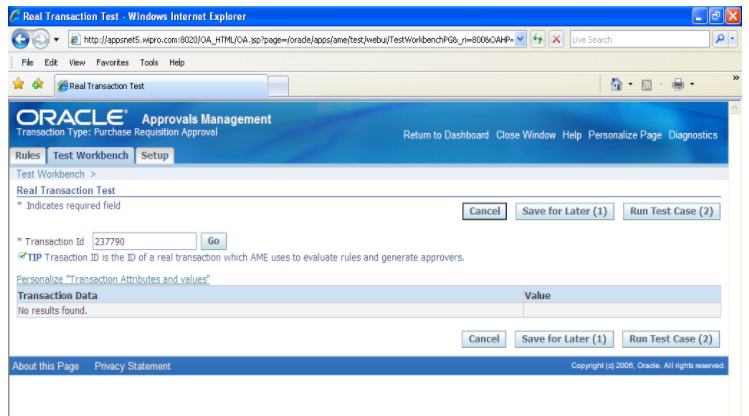 Real Transaction Test - Windows Internet Explorer
http://appsnet5.wipro.com:8020/OA_HTML/OA.jsp?page=/oracle/apps/ame/test/webui/TestWorkbenchPG&_ri=800&OAHP=
Live Search
File Edit View Favorites Tools Help
Real Transaction Test
ORACLE Approvals Management
Transaction Type: Purchase Requisition Approval
Return to Dashboard Close Window Help Personalize Page Diagnostics
Rules Test Workbench Setup
Test Workbench >
Real Transaction Test
* Indicates required field
Cancel Save for Later (1) Run Test Case (2)
* Transaction Id 237790 Go
TIP Trasaction ID is the ID of a real transaction which AME uses to evaluate rules and generate approvers.
Personalize "Transaction Attributes and values"
Transaction Data Value
No results found.
Cancel Save for Later (1) Run Test Case (2)
About this Page Privacy Statement Copyright (c) 2006, Oracle. All rights reserved.